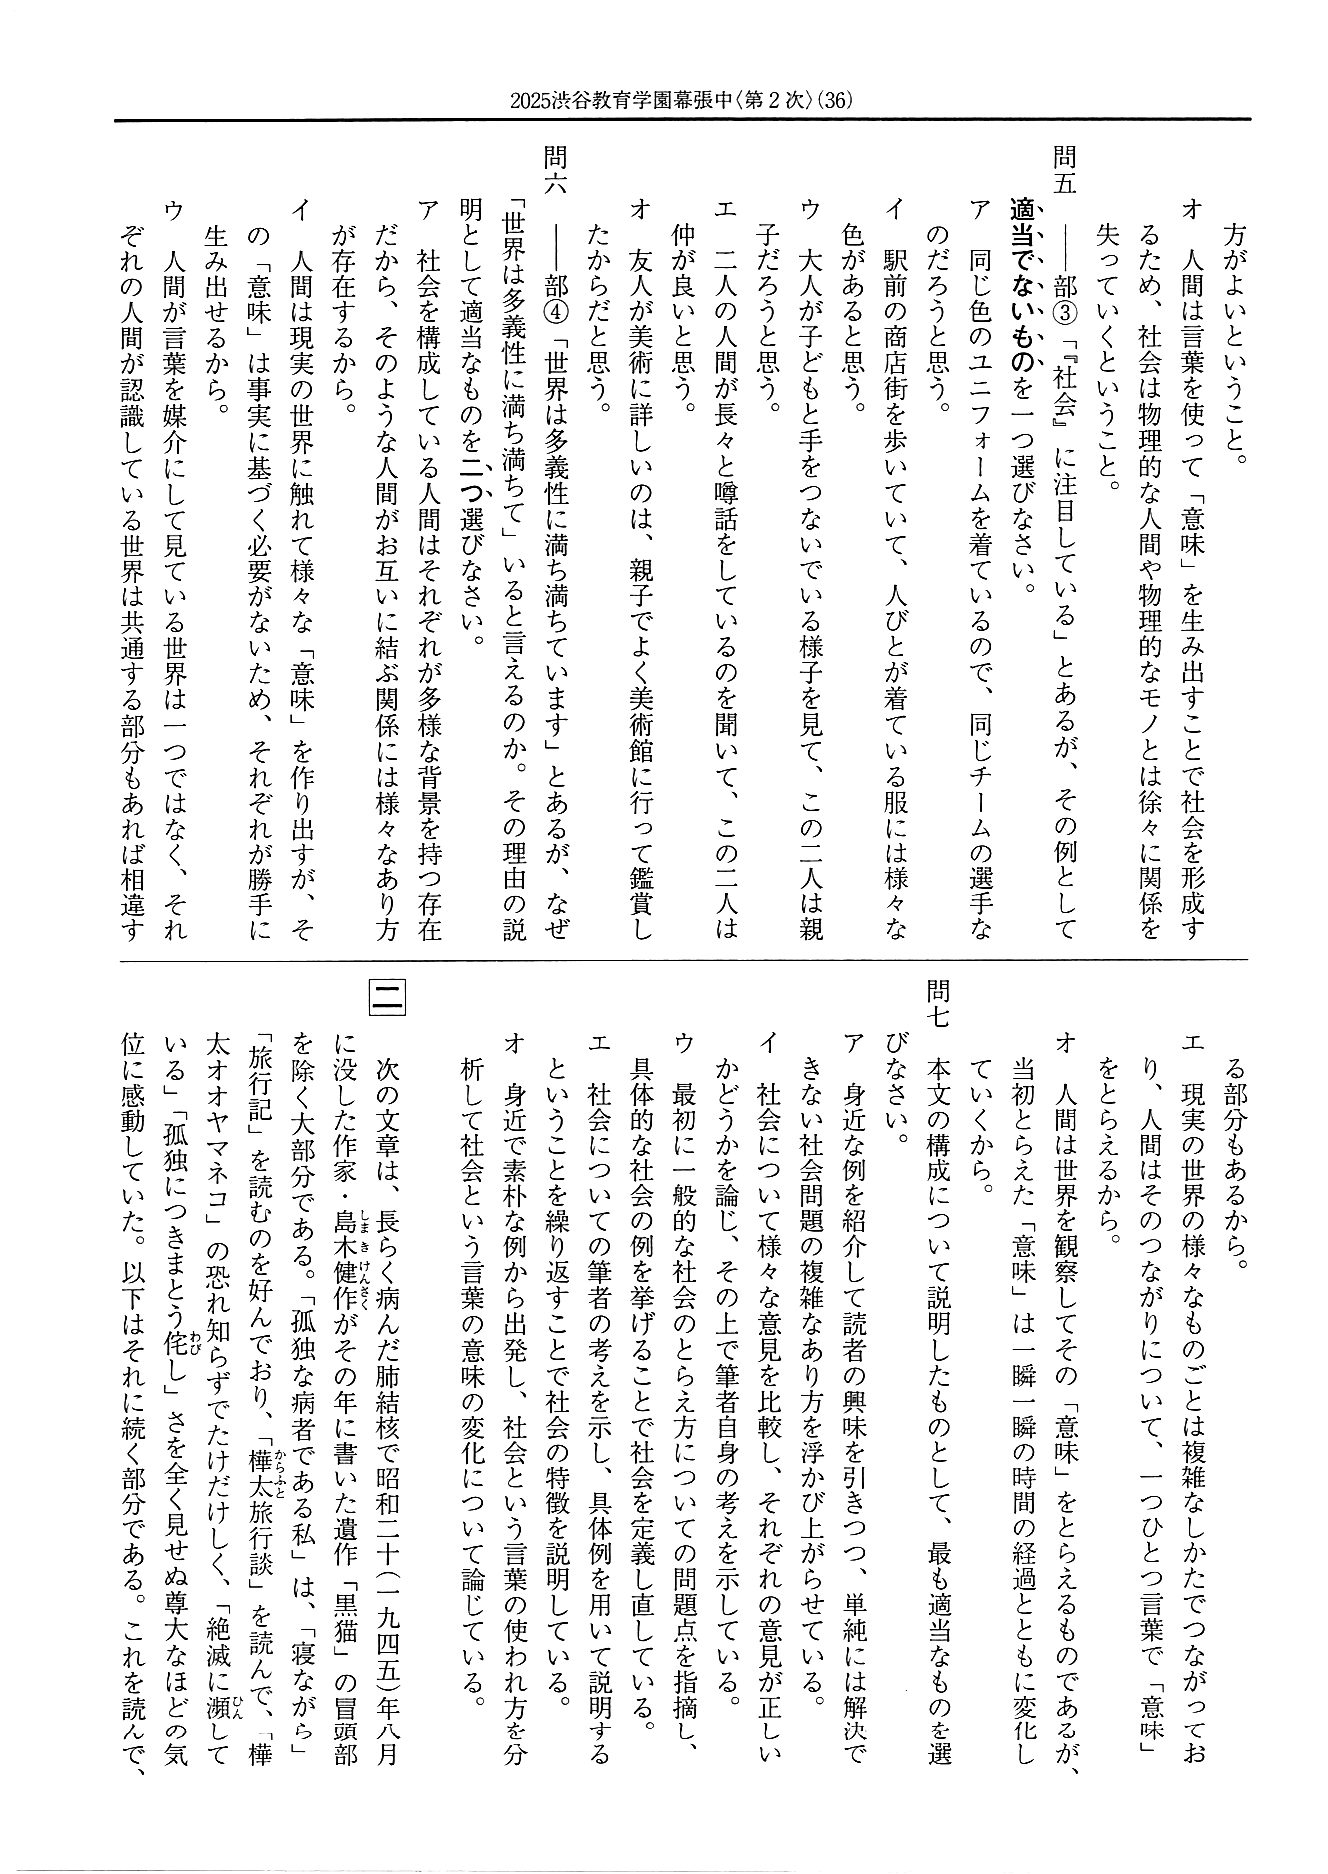 2025渋谷教育学園幕張中〈第2次〉(36)
方がよいということ。
オ 人間は言葉を使って「意味」を生み出すことで社会を形成す
るため、社会は物理的な人間や物理的なモノとは徐々に関係を
失っていくということ。
問五 ――部③「『社会』に注目している」とあるが、その例として
適当でないものを一つ選びなさい。
ア 同じ色のユニフォームを着ているので、同じチームの選手な
のだろうと思う。
イ 駅前の商店街を歩いていて、人びとが着ている服には様々な
色があると思う。
ウ 大人が子どもと手をつないでいる様子を見て、この二人は親
子だろうと思う。
エ 二人の人間が長々と噂話をしているのを聞いて、この二人は
仲が良いと思う。
オ 友人が美術に詳しいのは、親子でよく美術館に行って鑑賞し
たからだと思う。
問六 ――部④「世界は多義性に満ち満ちています」とあるが、なぜ
「世界は多義性に満ち満ちて」いると言えるのか。その理由の説
明として適当なものを二つ選びなさい。
ア 社会を構成している人間はそれぞれが多様な背景を持つ存在
だから、そのような人間がお互いに結ぶ関係には様々なあり方
が存在するから。
イ 人間は現実の世界に触れて様々な「意味」を作り出すが、そ
の「意味」は事実に基づく必要がないため、それぞれが勝手に
生み出せるから。
ウ 人間が言葉を媒介にして見ている世界は一つではなく、それ
ぞれの人間が認識している世界は共通する部分もあれば相違す
る部分もあるから。
エ 現実の世界の様々なものごとは複雑なしかたでつながってお
り、人間はそのつながりについて、一つひとつ言葉で「意味」
をとらえるから。
オ 人間は世界を観察してその「意味」をとらえるものであるが、
当初とらえた「意味」は一瞬一瞬の時間の経過とともに変化し
ていくから。
問七 本文の構成について説明したものとして、最も適当なものを選
びなさい。
ア 身近な例を紹介して読者の興味を引きつつ、単純には解決で
きない社会問題の複雑なあり方を浮かび上がらせている。
イ 社会について様々な意見を比較し、それぞれの意見が正しい
かどうかを論じ、その上で筆者自身の考えを示している。
ウ 最初に一般的な社会のとらえ方についての問題点を指摘し、
具体的な社会の例を挙げることで社会を定義し直している。
エ 社会についての筆者の考えを示し、具体例を用いて説明する
ということを繰り返すことで社会の特徴を説明している。
オ 身近で素朴な例から出発し、社会という言葉の使われ方を分
析して社会という言葉の意味の変化について論じている。
二 次の文章は、長らく病んだ肺結核で昭和二十(一九四五)年八月
に没した作家・島木健作しまきけんさくがその年に書いた遺作「黒猫」の冒頭部
を除く大部分である。「孤独な病者である私」は、「寝ながら」
「旅行記」を読むのを好んでおり、「樺太からふと旅行談」を読んで、「樺
太オオヤマネコ」の恐れ知らずでたけだけしく、「絶滅に瀕ひんして
いる」「孤独につきまとう侘わびし」さを全く見せぬ尊大なほどの気
位に感動していた。以下はそれに続く部分である。これを読んで、